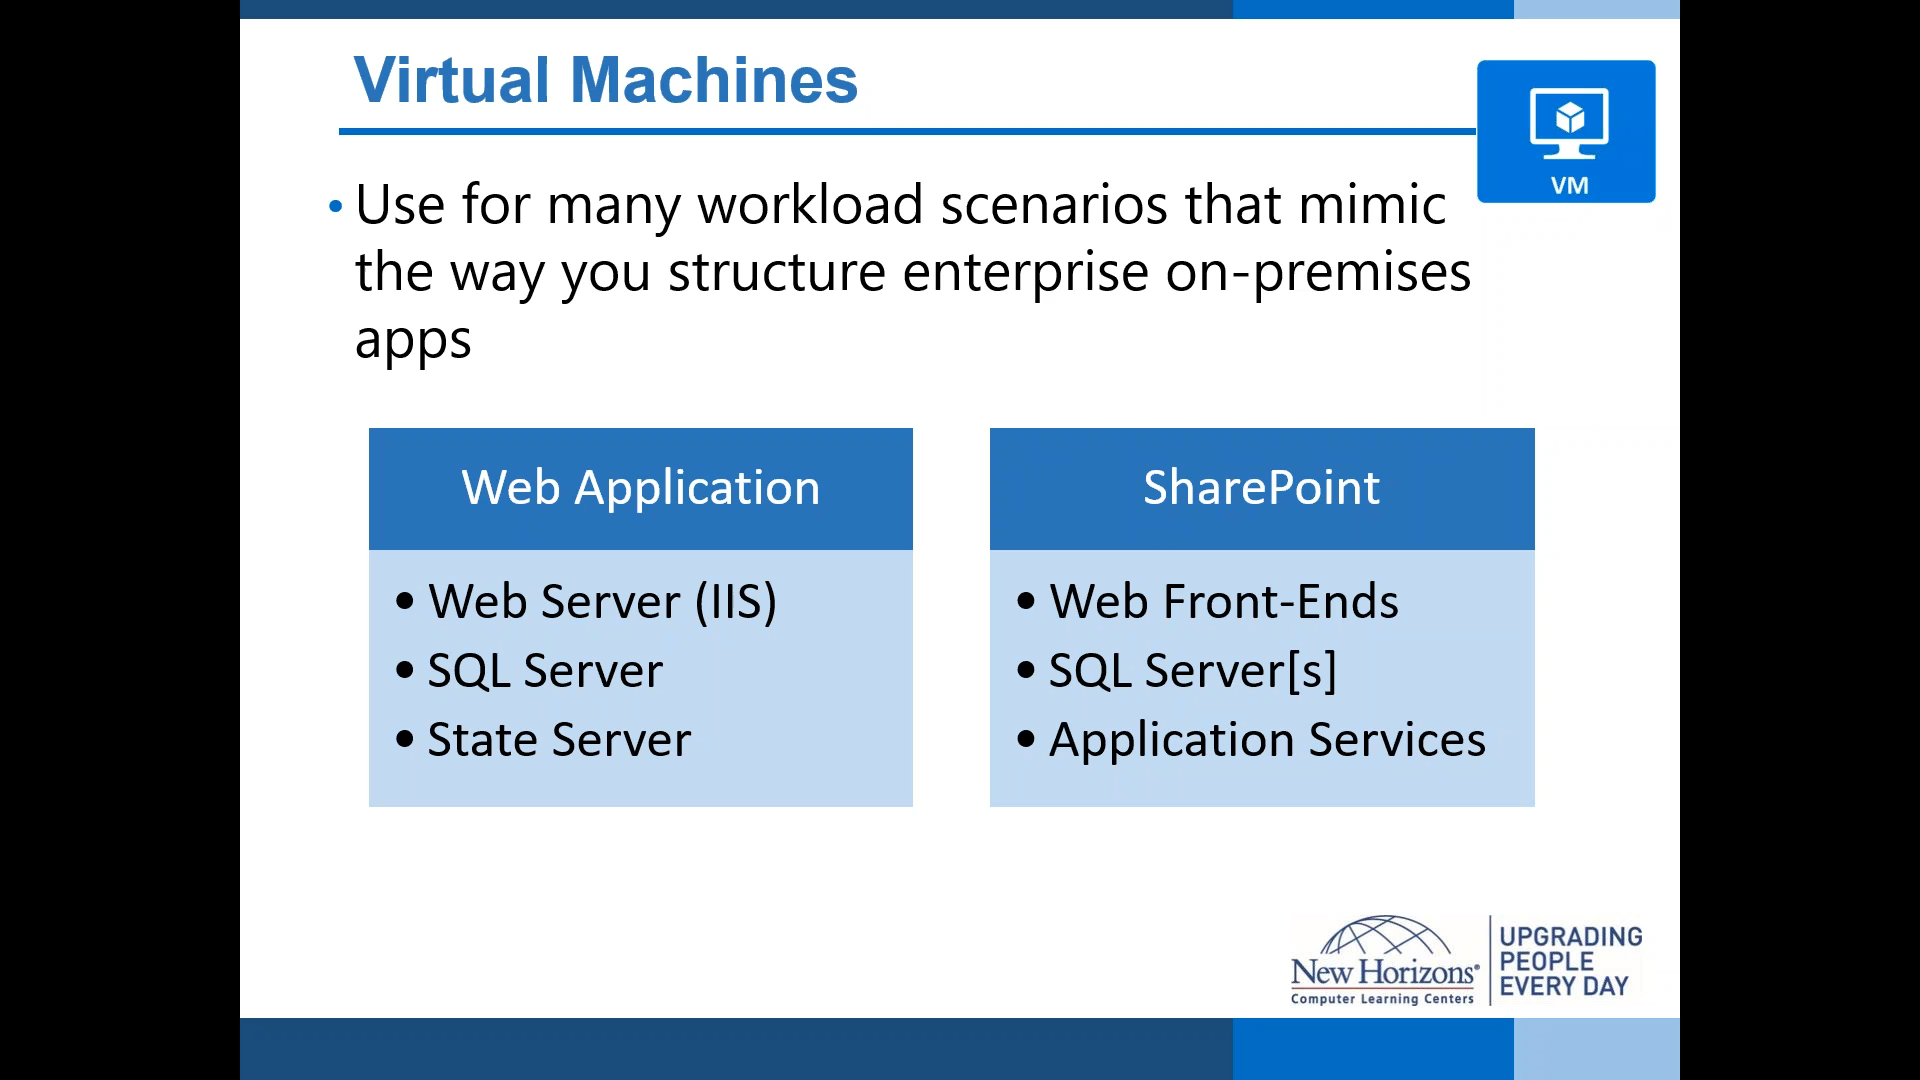 Virtual Machines
VM
• Use for many workload scenarios that mimic
the way you structure enterprise on-premises
apps
Web Application
• Web Server (IIS)
• SQL Server
• State Server
SharePoint
• Web Front-Ends
• SQL Server[s]
• Application Services
New Horizons®
Computer Learning Centers
UPGRADING
PEOPLE
EVERY DAY